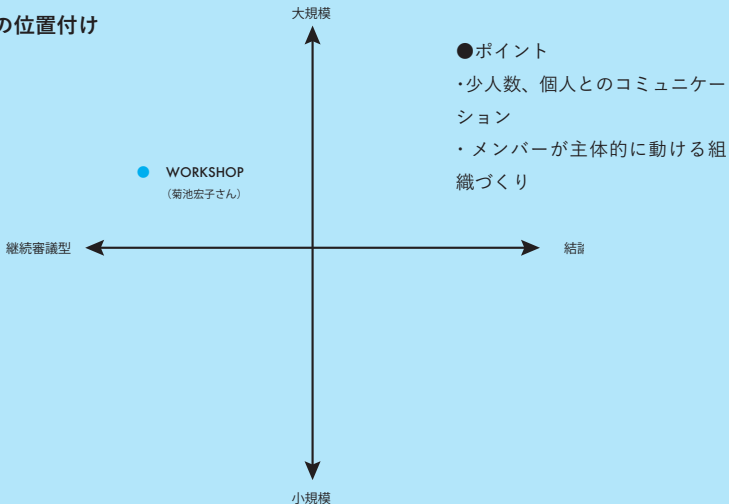 の位置付け
大規模
●ポイント
・少人数、個人とのコミュニケー
ション
・メンバーが主体的に動ける組
織づくり
WORKSHOP
（菊池宏子さん）
継続審議型
結
小規模